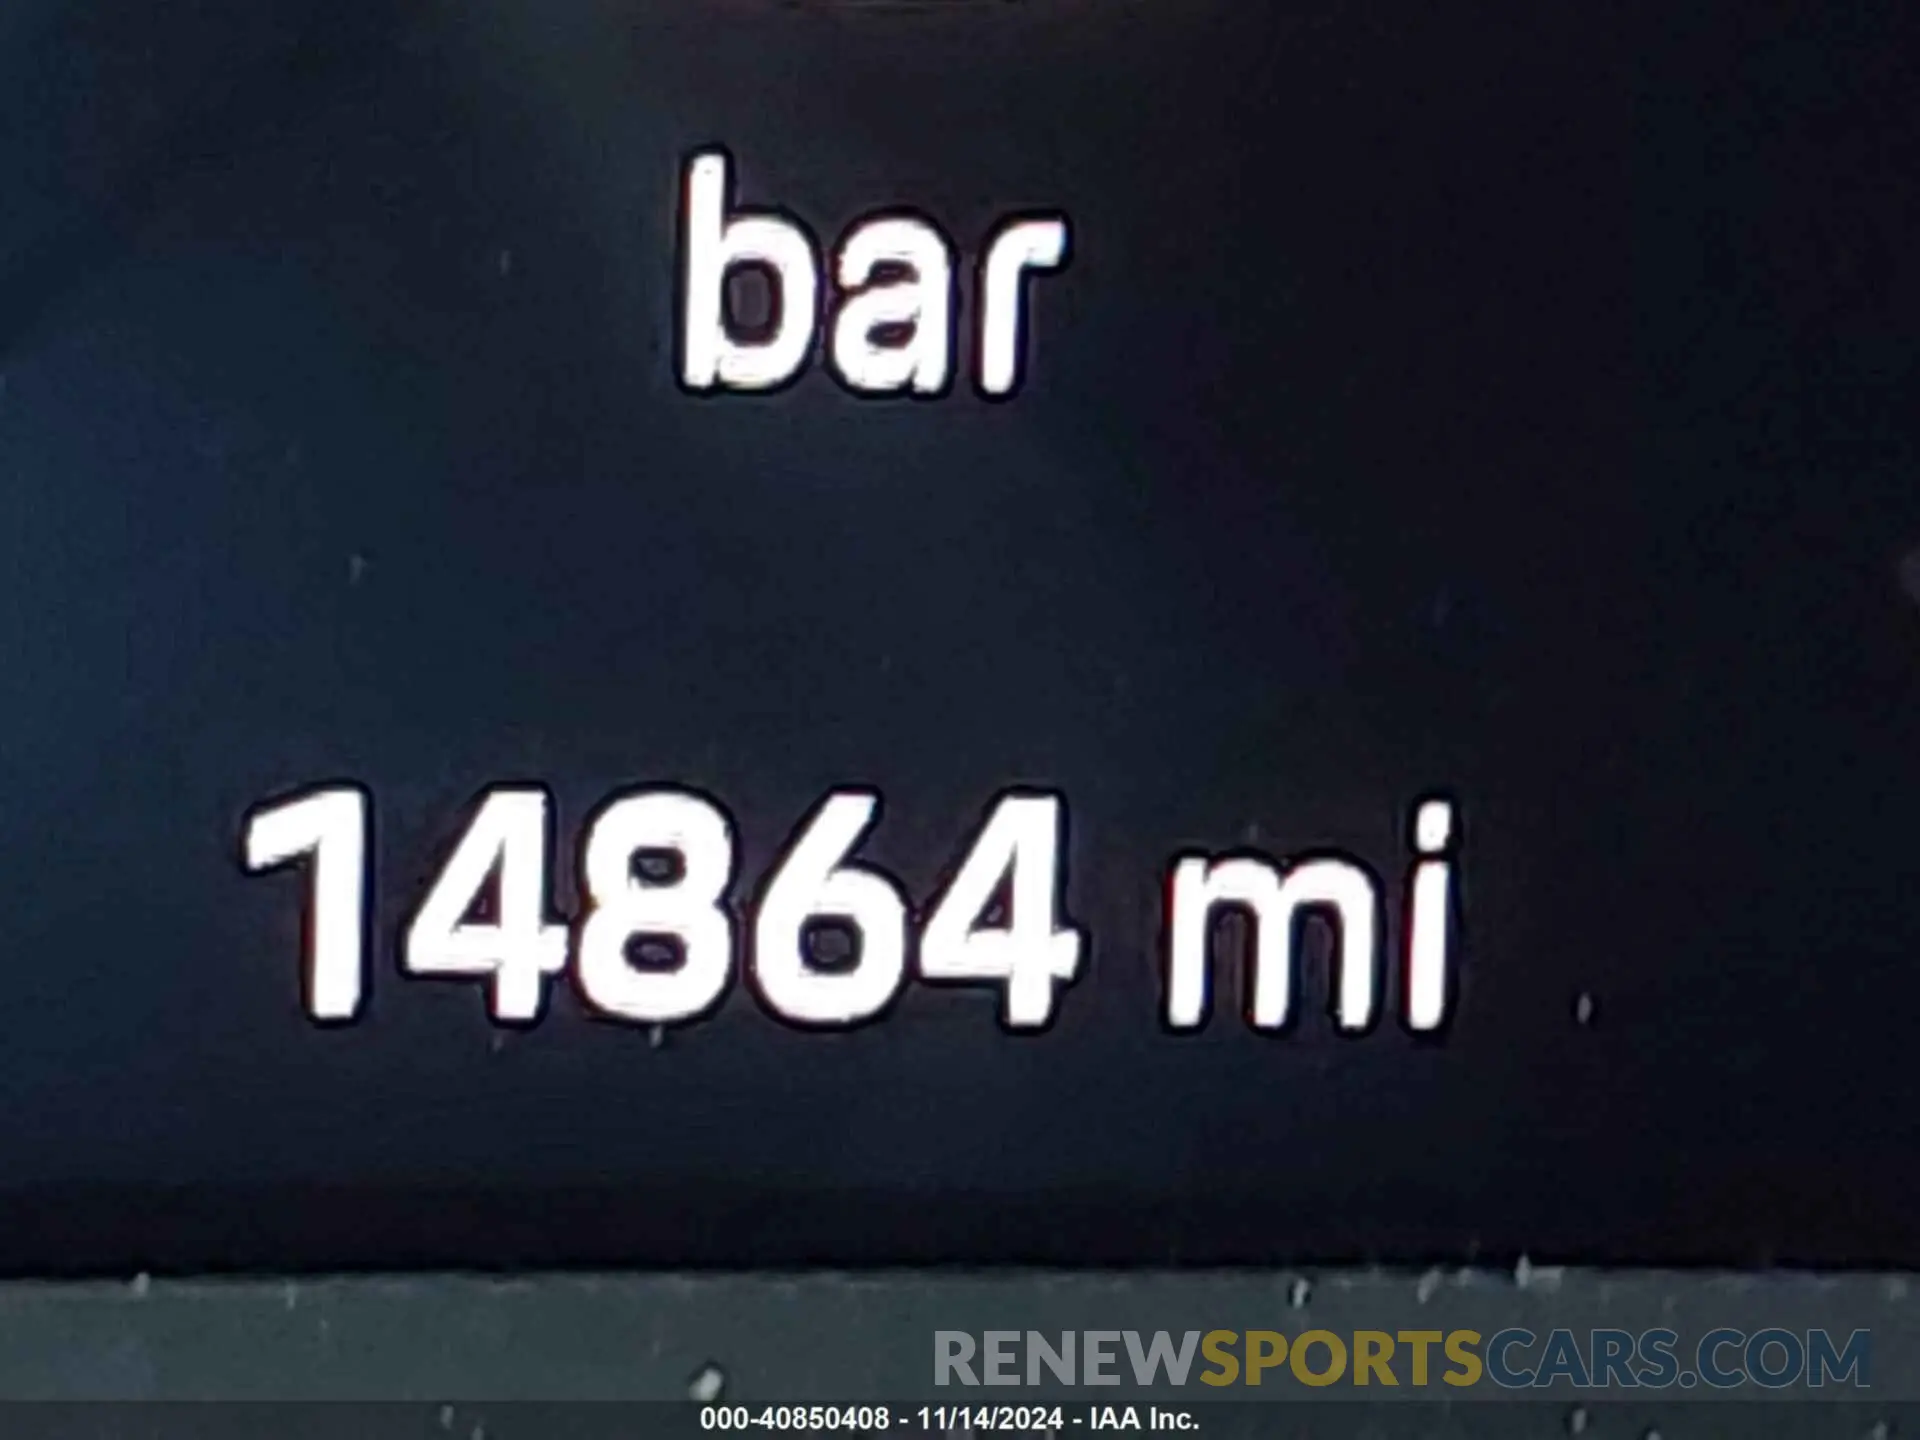 bar
14864 mi
RENEWSPORTSCARS.COM
000-40850408 - 11/14/2024 - IAA Inc.